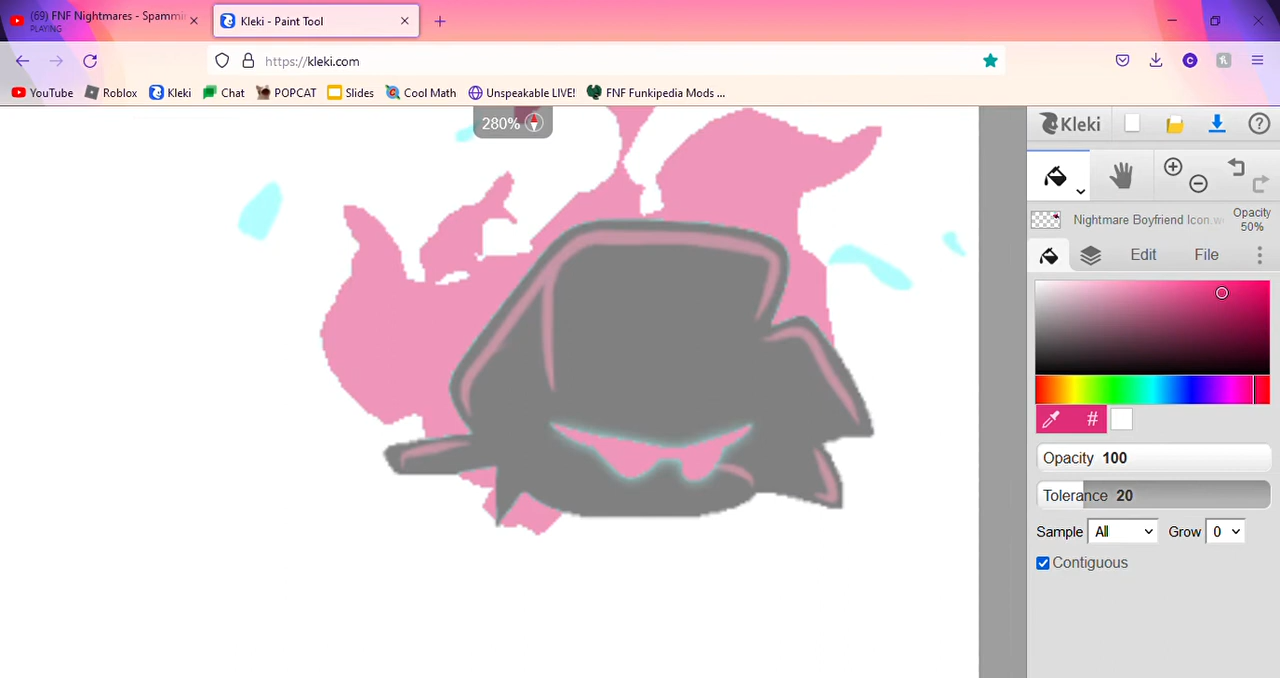 (69) FNF Nightmares - Spammi
PLAYING
Kleki - Paint Tool
https://kleki.com
YouTube Roblox Kleki Chat POPCAT Slides Cool Math Unspeakable LIVE! FNF Funkipedia Mods ...
280%
Kleki
Nightmare Boyfriend Icon.w
Opacity
50%
Edit File
#
Opacity 100
Tolerance 20
Sample All Grow 0
Contiguous